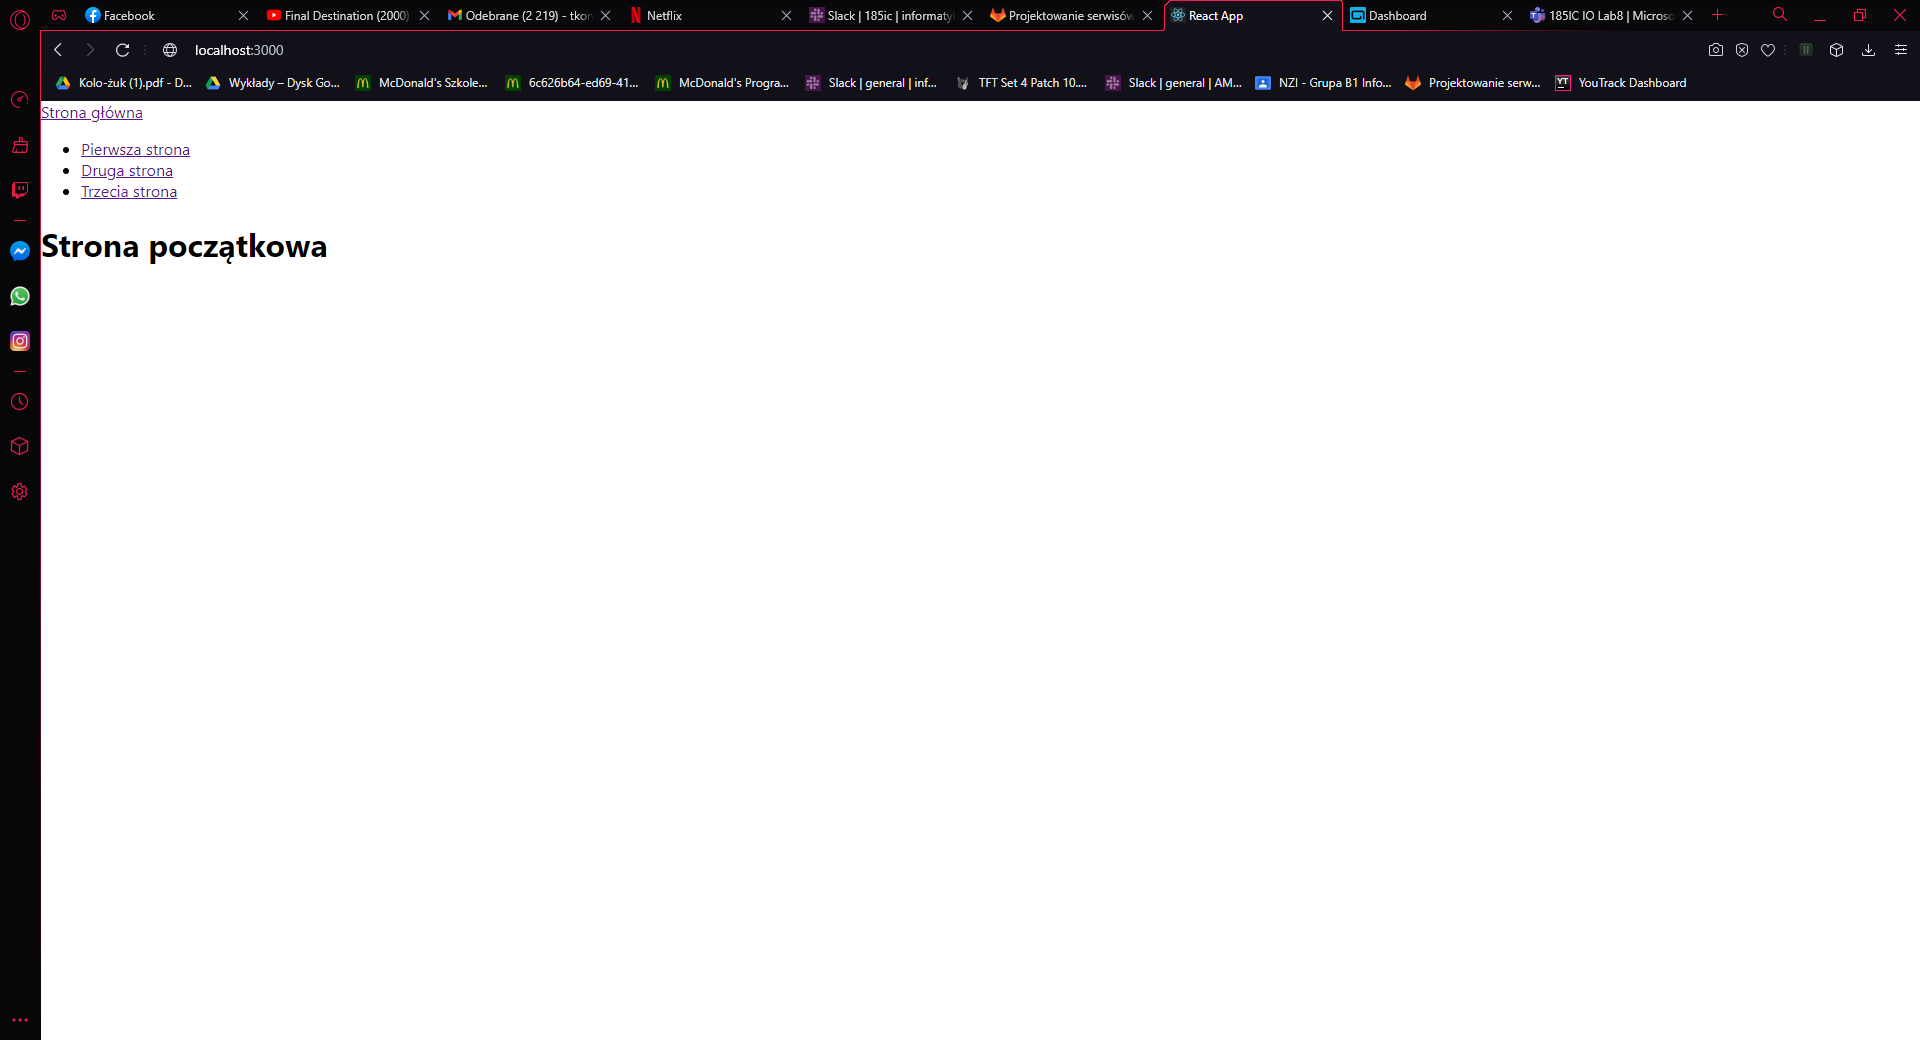 Facebook
Final Destination (2000)
Odebrane (2 219) - tkon
Netflix
Slack | 185ic | informaty
Projektowanie serwisów
React App
Dashboard
185IC IO Lab8 | Microso
localhost:3000
Kolo-żuk (1).pdf - D...
Wykłady – Dysk Go...
McDonald's Szkole...
6c626b64-ed69-41...
McDonald's Progra...
Slack | general | inf...
TFT Set 4 Patch 10....
Slack | general | AM...
NZI - Grupa B1 Info...
Projektowanie serw...
YT YouTrack Dashboard
Strona główna
Pierwsza strona
Druga strona
Trzecia strona
Strona początkowa